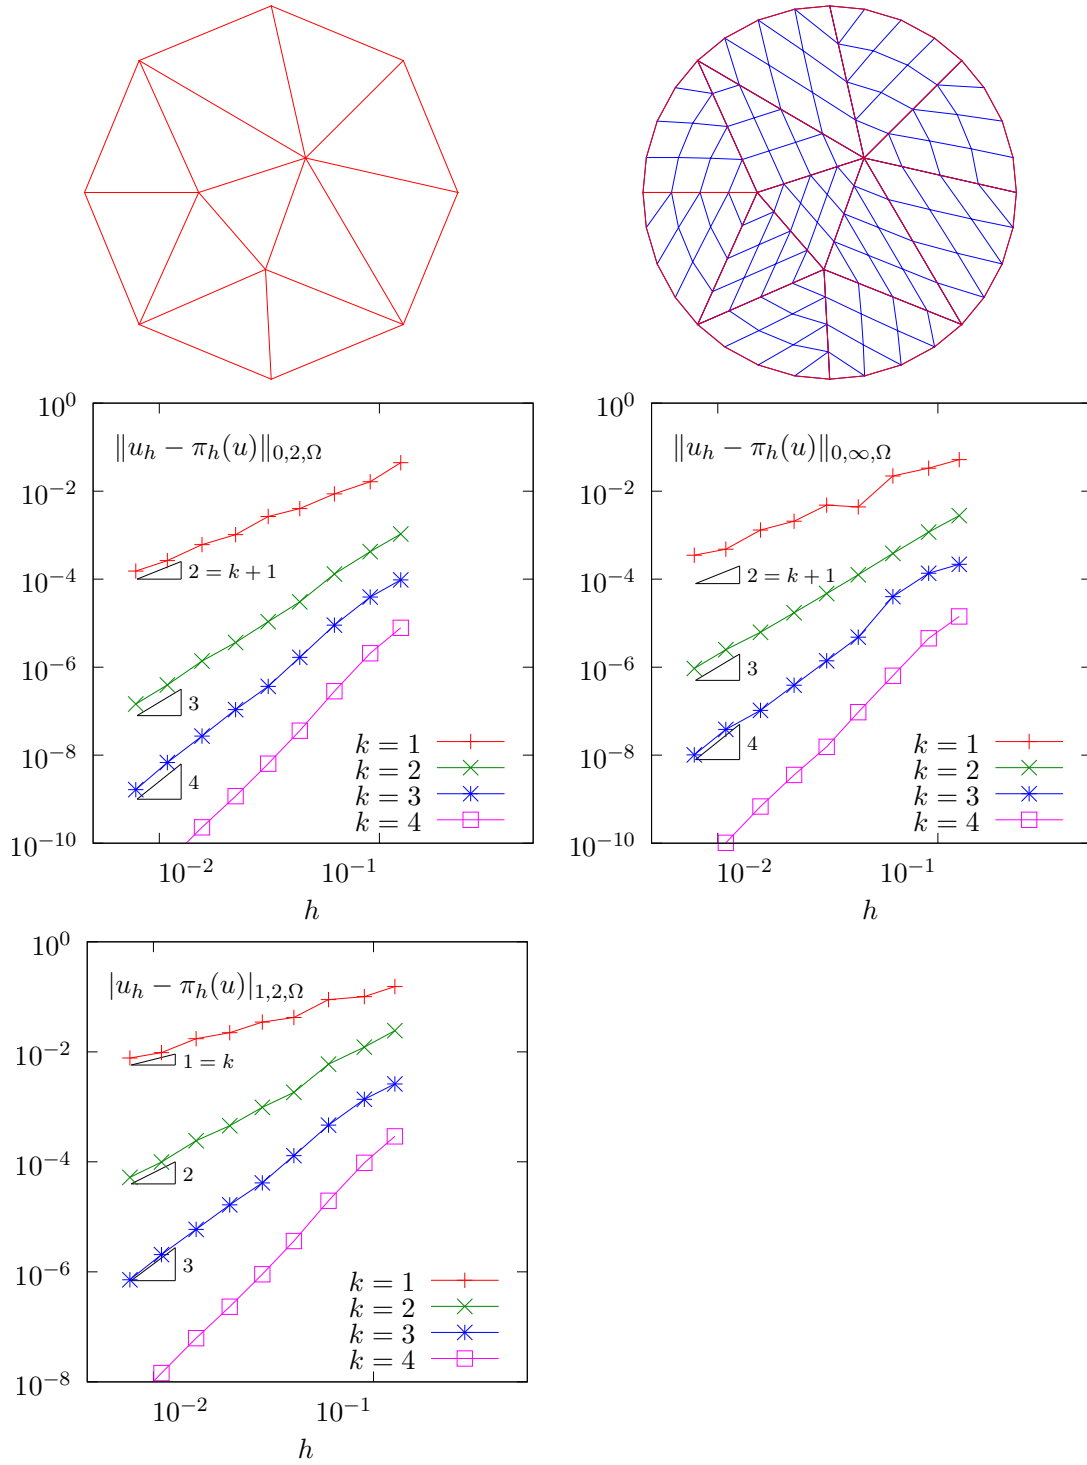 10^0
10^-2
10^-4
10^-6
10^-8
10^-10
‖u_h − π_h(u)‖_{0,2,Ω}
2 = k + 1
3
4
k = 1
k = 2
k = 3
k = 4
10^-2 10^-1
h
10^0
10^-2
10^-4
10^-6
10^-8
10^-10
‖u_h − π_h(u)‖_{0,∞,Ω}
2 = k + 1
3
4
k = 1
k = 2
k = 3
k = 4
10^-2 10^-1
h
10^0
10^-2
10^-4
10^-6
10^-8
|u_h − π_h(u)|_{1,2,Ω}
1 = k
2
3
k = 1
k = 2
k = 3
k = 4
10^-2 10^-1
h